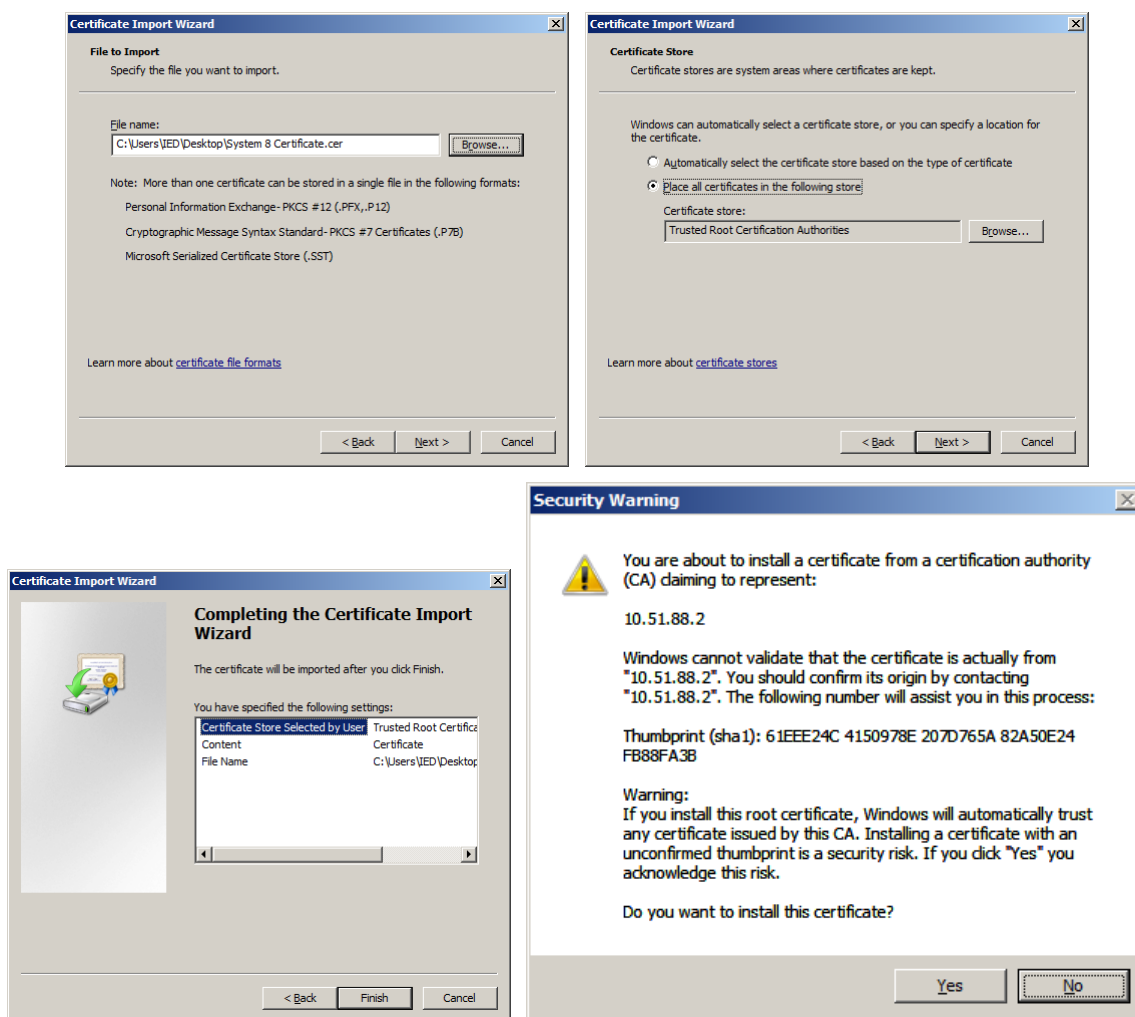 Certificate Import Wizard
File to Import
Specify the file you want to import.
File name:
C:\Users\IED\Desktop\System 8 Certificate.cer
Browse...
Note: More than one certificate can be stored in a single file in the following formats:
Personal Information Exchange- PKCS #12 (.PFX,.P12)
Cryptographic Message Syntax Standard- PKCS #7 Certificates (.P7B)
Microsoft Serialized Certificate Store (.SST)
Learn more about certificate file formats
< Back Next > Cancel
Certificate Import Wizard
Certificate Store
Certificate stores are system areas where certificates are kept.
Windows can automatically select a certificate store, or you can specify a location for
the certificate.
Automatically select the certificate store based on the type of certificate
Place all certificates in the following store
Certificate store:
Trusted Root Certification Authorities
Browse...
Learn more about certificate stores
< Back Next > Cancel
Certificate Import Wizard
Completing the Certificate Import
Wizard
The certificate will be imported after you click Finish.
You have specified the following settings:
Certificate Store Selected by User Trusted Root Certifica
Content Certificate
File Name C:\Users\IED\Desktop
< Back Finish Cancel
Security Warning
You are about to install a certificate from a certification authority
(CA) claiming to represent:
10.51.88.2
Windows cannot validate that the certificate is actually from
"10.51.88.2". You should confirm its origin by contacting
"10.51.88.2". The following number will assist you in this process:
Thumbprint (sha1): 61EEE24C 4150978E 207D765A 82A50E24
FB88FA3B
Warning:
If you install this root certificate, Windows will automatically trust
any certificate issued by this CA. Installing a certificate with an
unconfirmed thumbprint is a security risk. If you click "Yes" you
acknowledge this risk.
Do you want to install this certificate?
Yes No